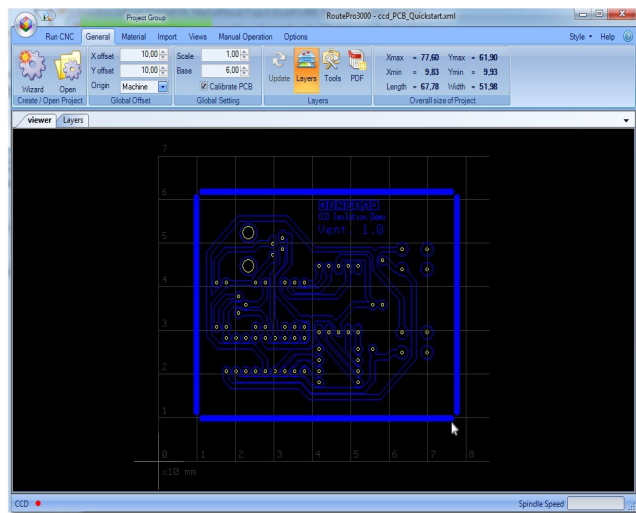 Project Group
RoutePro3000 - ccd_PCB_Quickstart.xml
Run CNC General Material Import Views Manual Operation Options Style Help
X offset 10,00 Scale 1,00 Xmax = 77,60 Ymax = 61,90
Y offset 10,00 Base 6,00 Xmin = 9,83 Ymin = 9,93
Wizard Open Origin Machine Calibrate PCB Update Layers Tools PDF Length = 67,78 Width = 51,98
Create / Open Project Global Offset Global Setting Layers Overall size of Project
viewer Layers
7
6
Vent 1.0
5
4
3
2
1
0 1 2 3 4 5 6 7 8
x10 mm
CCD Spindle Speed